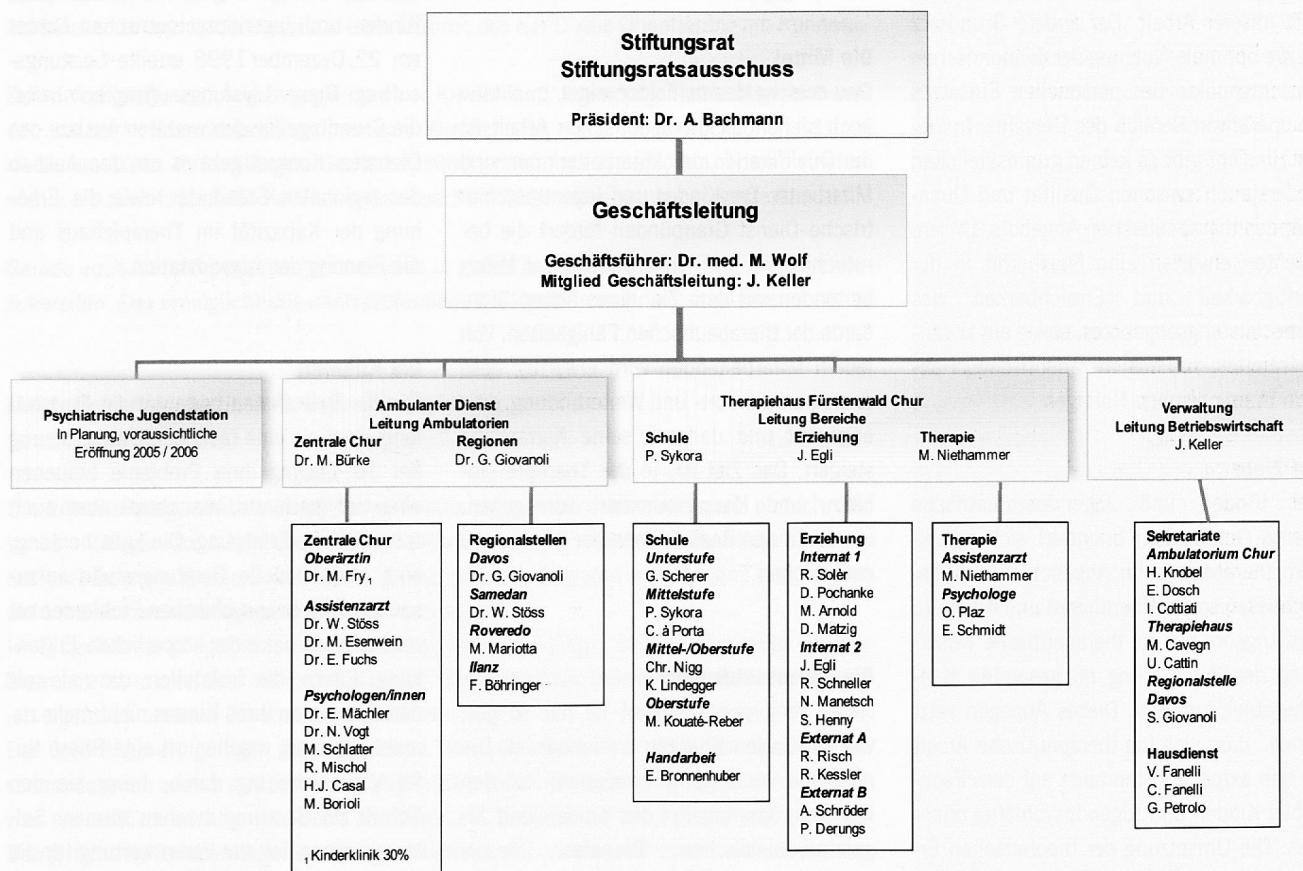 Stiftungsrat
Stiftungsratsausschuss
Präsident: Dr. A. Bachmann
Geschäftsleitung
Geschäftsführer: Dr. med. M. Wolf
Mitglied Geschäftsleitung: J. Keller
Psychiatrische Jugendstation
In Planung, voraussichtliche
Eröffnung 2005 / 2006
Ambulanter Dienst
Leitung Ambulatorien
Zentrale Chur
Dr. M. Bürke
Regionen
Dr. G. Giovanoli
Therapiehaus Fürstenwald Chur
Leitung Bereiche
Schule
P. Sykora
Erziehung
J. Egli
Therapie
M. Niethammer
Verwaltung
Leitung Betriebswirtschaft
J. Keller
Zentrale Chur
Oberärztin
Dr. M. Fry 1
Assistenzarzt
Dr. W. Stöss
Dr. M. Esenwein
Dr. E. Fuchs
Psychologen/innen
Dr. E. Mächler
Dr. N. Vogt
M. Schlatter
R. Mischol
H.J. Casal
M. Borioli
1 Kinderklinik 30%
Regionalstellen
Davos
Dr. G. Giovanoli
Samedan
Dr. W. Stöss
Roveredo
M. Mariotta
Ilanz
F. Böhringer
Schule
Unterstufe
G. Scherer
Mittelstufe
P. Sykora
C. à Porta
Mittel-/Oberstufe
Chr. Nigg
K. Lindegger
Oberstufe
M. Kouaté-Reber
Handarbeit
E. Bronnenhuber
Erziehung
Internat 1
R. Solèr
D. Pochanke
M. Arnold
D. Matzig
Internat 2
J. Egli
R. Schneller
N. Manetsch
S. Henny
Externat A
R. Risch
R. Kessler
Externat B
A. Schröder
P. Derungs
Therapie
Assistenzarzt
M. Niethammer
Psychologe
O. Plaz
E. Schmidt
Sekretariate
Ambulatorium Chur
H. Knobel
E. Dosch
I. Cottiati
Therapiehaus
M. Cavegn
U. Cattin
Regionalstelle
Davos
S. Giovanoli
Hausdienst
V. Fanelli
C. Fanelli
G. Petrolo